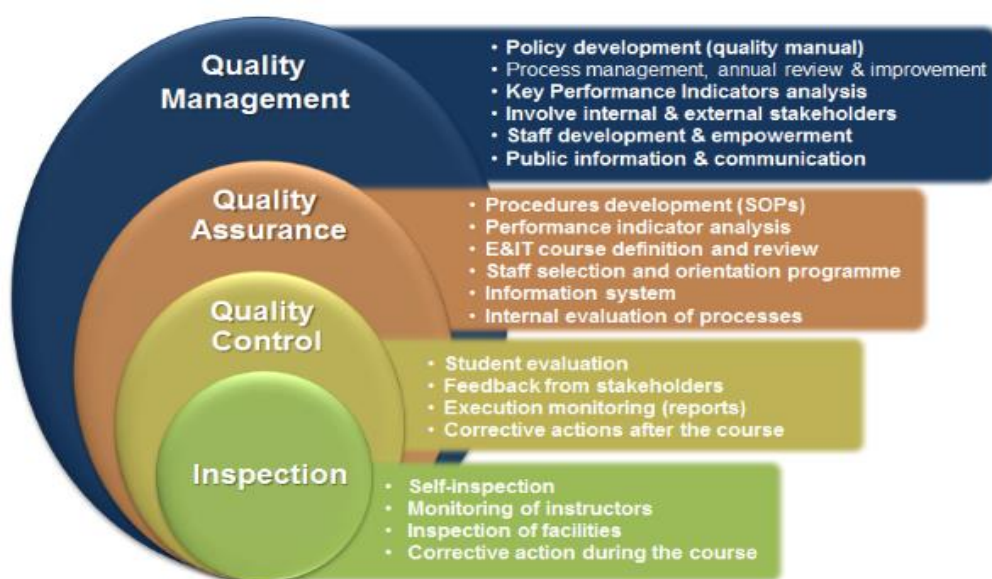 Quality
Management
• Policy development (quality manual)
• Process management, annual review & improvement
• Key Performance Indicators analysis
• Involve internal & external stakeholders
• Staff development & empowerment
• Public information & communication
Quality
Assurance
• Procedures development (SOPs)
• Performance indicator analysis
• E&IT course definition and review
• Staff selection and orientation programme
• Information system
• Internal evaluation of processes
Quality
Control
• Student evaluation
• Feedback from stakeholders
• Execution monitoring (reports)
• Corrective actions after the course
Inspection
• Self-inspection
• Monitoring of instructors
• Inspection of facilities
• Corrective action during the course